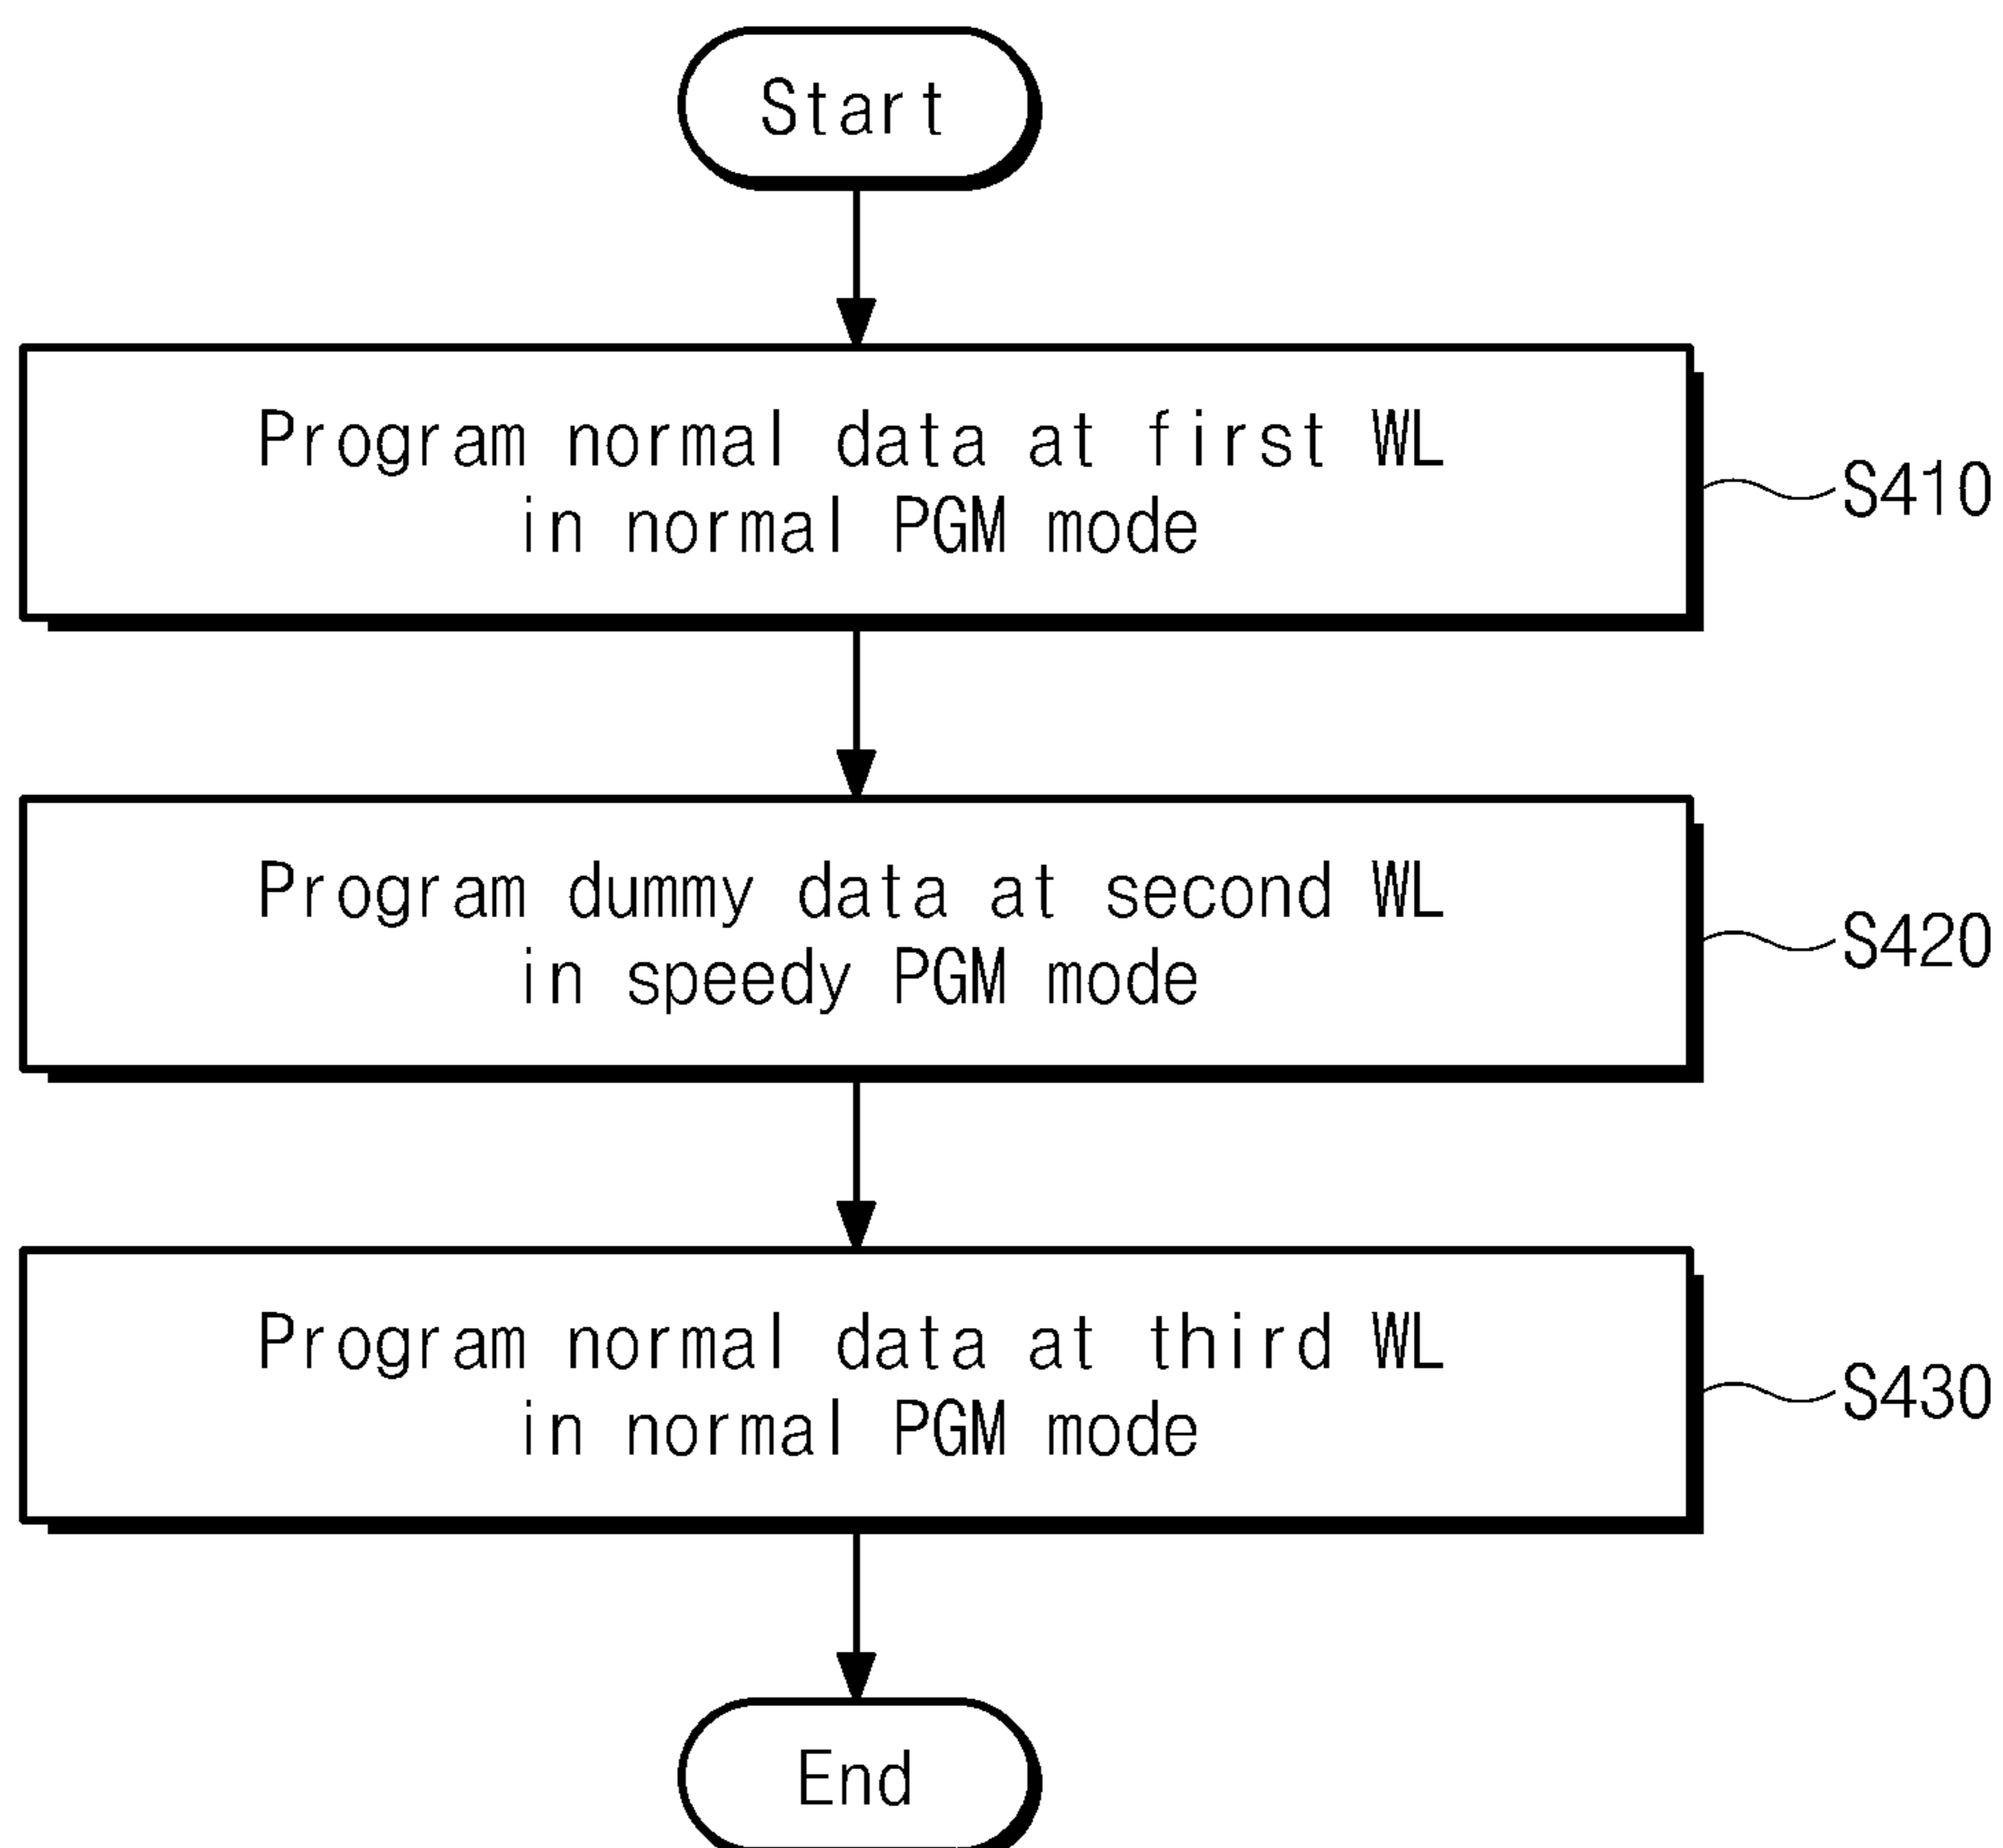 Start
Program normal data at first WL
in normal PGM mode
S410
Program dummy data at second WL
in speedy PGM mode
S420
Program normal data at third WL
in normal PGM mode
S430
End